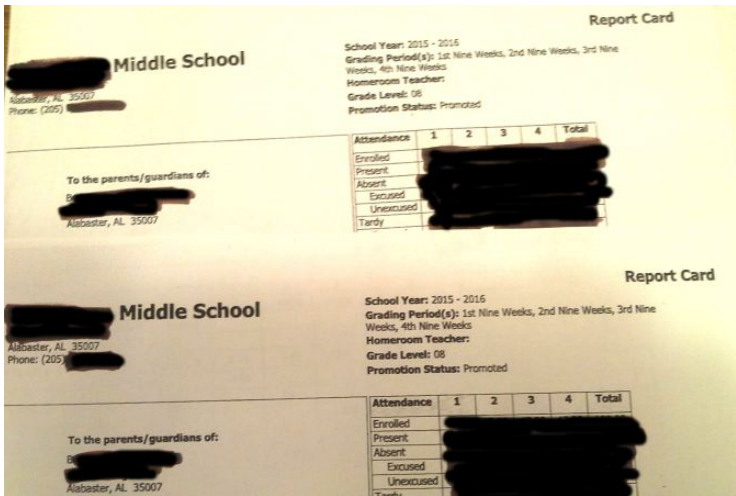 Report Card
Middle School
School Year: 2015 - 2016
Grading Period(s): 1st Nine Weeks, 2nd Nine Weeks, 3rd Nine
Weeks, 4th Nine Weeks
Homeroom Teacher:
Grade Level: 08
Promotion Status: Promoted
Alabaster, AL 35007
Phone: (205)
Attendance 1 2 3 4 Total
Enrolled
Present
Absent
Excused
Unexcused
Tardy
To the parents/guardians of:
8
Alabaster, AL 35007
Report Card
Middle School
School Year: 2015 - 2016
Grading Period(s): 1st Nine Weeks, 2nd Nine Weeks, 3rd Nine
Weeks, 4th Nine Weeks
Homeroom Teacher:
Grade Level: 08
Promotion Status: Promoted
Alabaster, AL 35007
Phone: (205)
Attendance 1 2 3 4 Total
Enrolled
Present
Absent
Excused
Unexcused
Tardy
To the parents/guardians of:
8
Alabaster, AL 35007